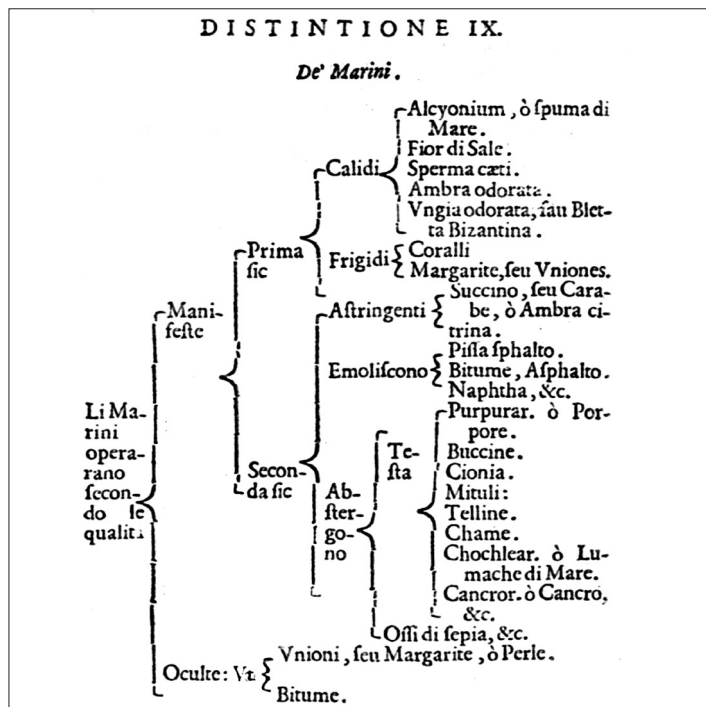 DISTINTIONE IX.
De' Marini.
Li Ma-
rini
opera-
rano
ſecon-
do le
qualità
Mani-
feſte
Prima
ſic
Calidi
Alcyonium, ò ſpuma di
Mare.
Fior di Sale.
Sperma cæti.
Ambra odorata.
Vngia odorata, ſau Blet-
ta Bizantina.
Frigidi
Coralli
Margarite, ſeu Vniones.
Secon-
da ſic
Aſtringenti
Succino, ſeu Cara-
be, ò Ambra ci-
trina.
Emoliſcono
Piſſa ſphalto.
Bitume, Aſphalto.
Naphtha, &c.
Ab-
ſter-
go-
no
Te-
ſta
Purpurar. ò Por-
pore.
Buccine.
Cionia.
Mituli:
Telline.
Chame.
Chochlear. ò Lu-
mache di Mare.
Cancror. ò Cancro,
&c.
Oſſi di ſepia, &c.
Oculte: Vt
Vnioni, ſeu Margarite, ò Perle.
Bitume.